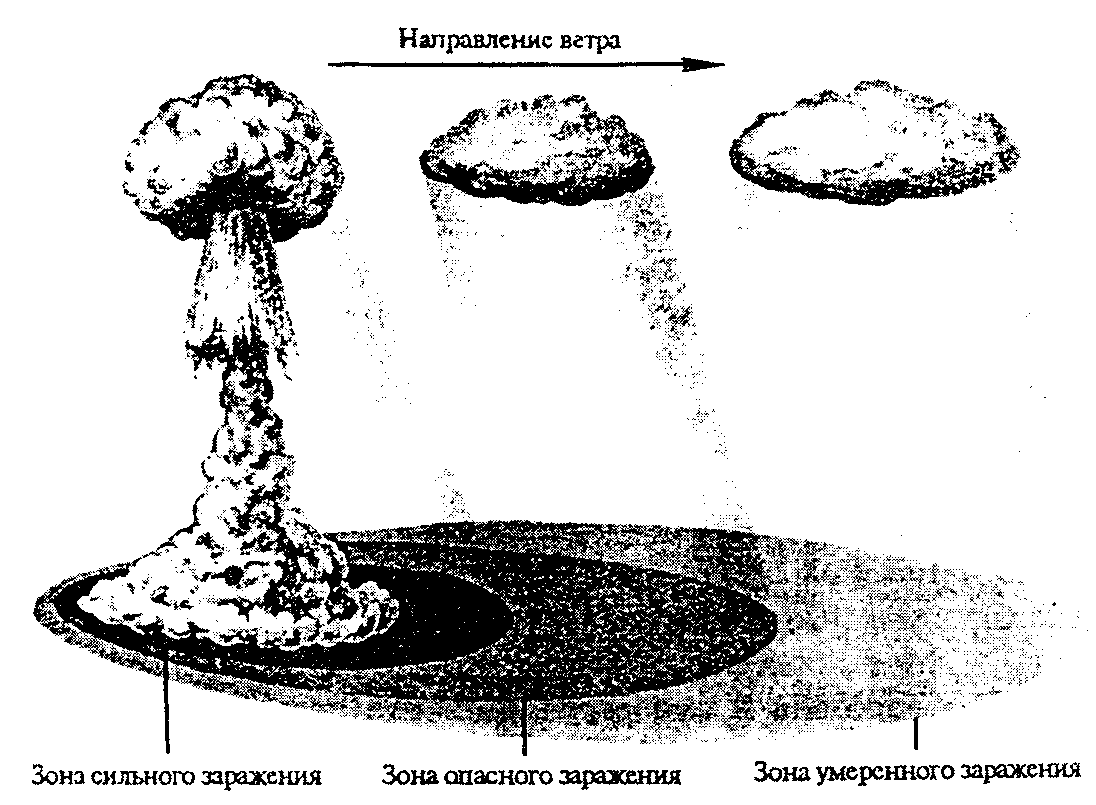 Направление ветра
Зона сильного заражения
Зона опасного заражения
Зона умеренного заражения